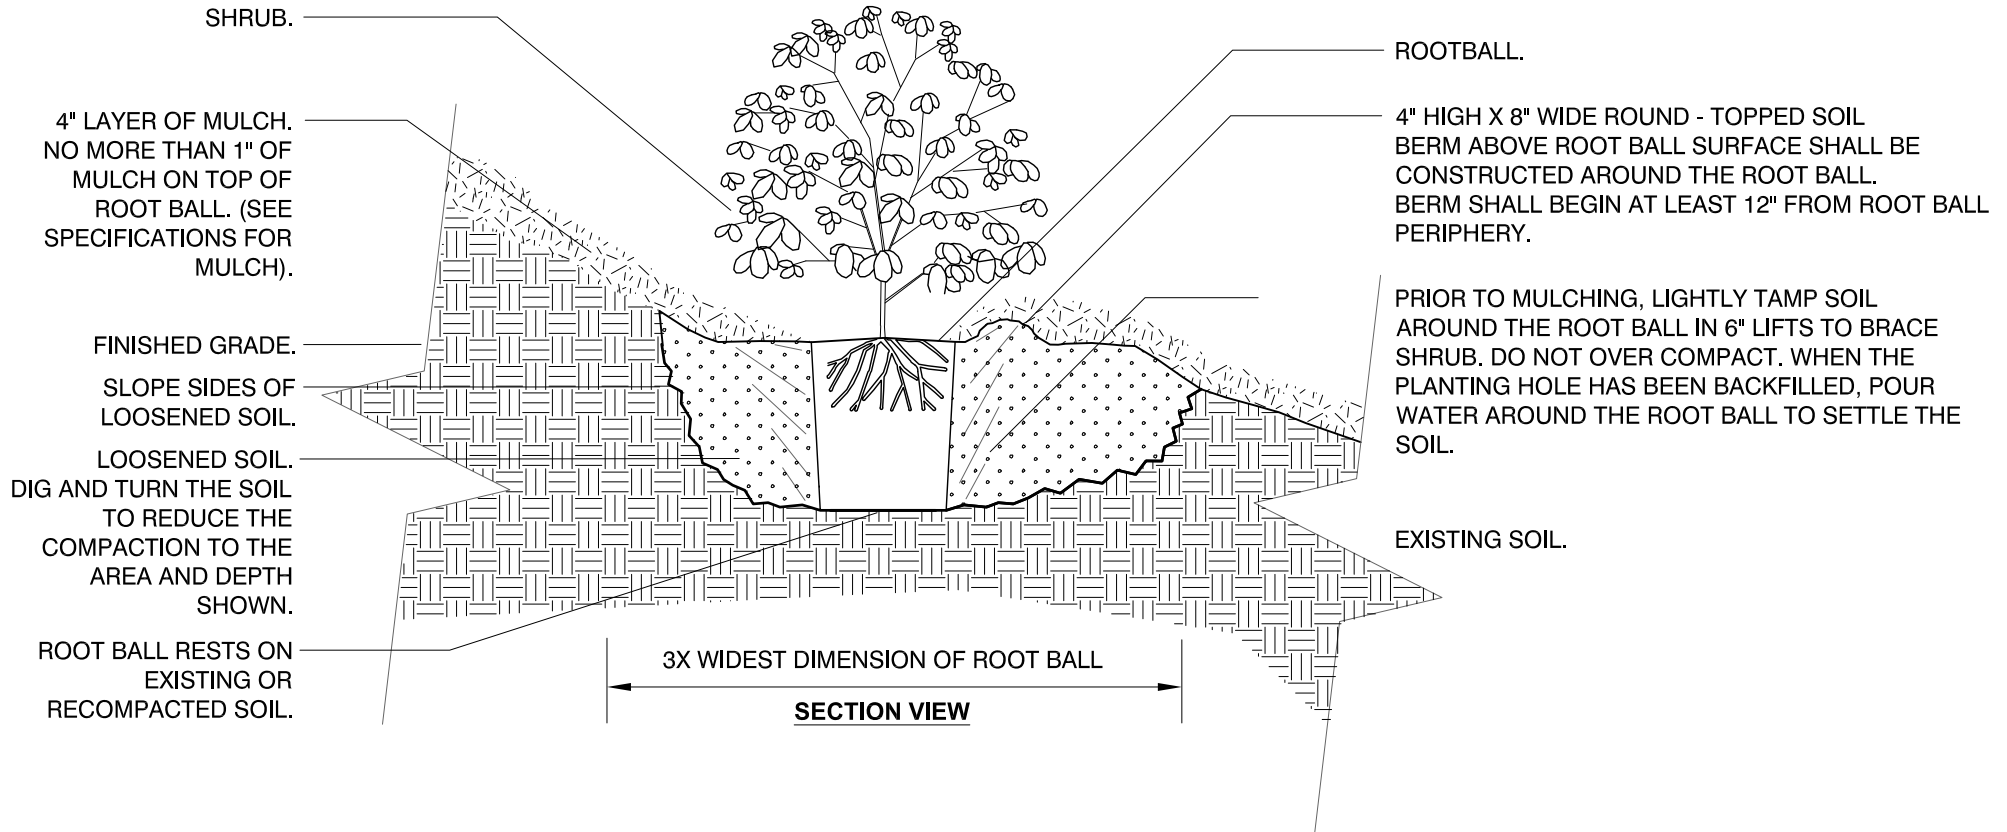 SHRUB.
4" LAYER OF MULCH.
NO MORE THAN 1" OF
MULCH ON TOP OF
ROOT BALL. (SEE
SPECIFICATIONS FOR
MULCH).
FINISHED GRADE.
SLOPE SIDES OF
LOOSENED SOIL.
LOOSENED SOIL.
DIG AND TURN THE SOIL
TO REDUCE THE
COMPACTION TO THE
AREA AND DEPTH
SHOWN.
ROOT BALL RESTS ON
EXISTING OR
RECOMPACTED SOIL.
ROOTBALL.
4" HIGH X 8" WIDE ROUND - TOPPED SOIL
BERM ABOVE ROOT BALL SURFACE SHALL BE
CONSTRUCTED AROUND THE ROOT BALL.
BERM SHALL BEGIN AT LEAST 12" FROM ROOT BALL
PERIPHERY.
PRIOR TO MULCHING, LIGHTLY TAMP SOIL
AROUND THE ROOT BALL IN 6" LIFTS TO BRACE
SHRUB. DO NOT OVER COMPACT. WHEN THE
PLANTING HOLE HAS BEEN BACKFILLED, POUR
WATER AROUND THE ROOT BALL TO SETTLE THE
SOIL.
EXISTING SOIL.
3X WIDEST DIMENSION OF ROOT BALL
SECTION VIEW